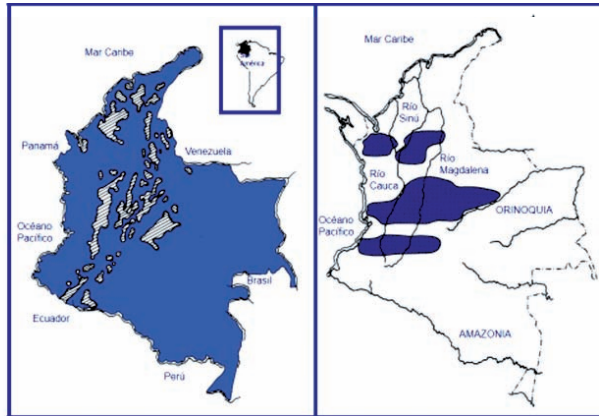 Mar Caribe
América
Panamá
Venezuela
Océano
Pacífico
Brasil
Ecuador
Perú
Mar Caribe
Río
Sinú
Río
Magdalena
Río
Cauca
ORINOQUIA
Océano
Pacífico
AMAZONIA